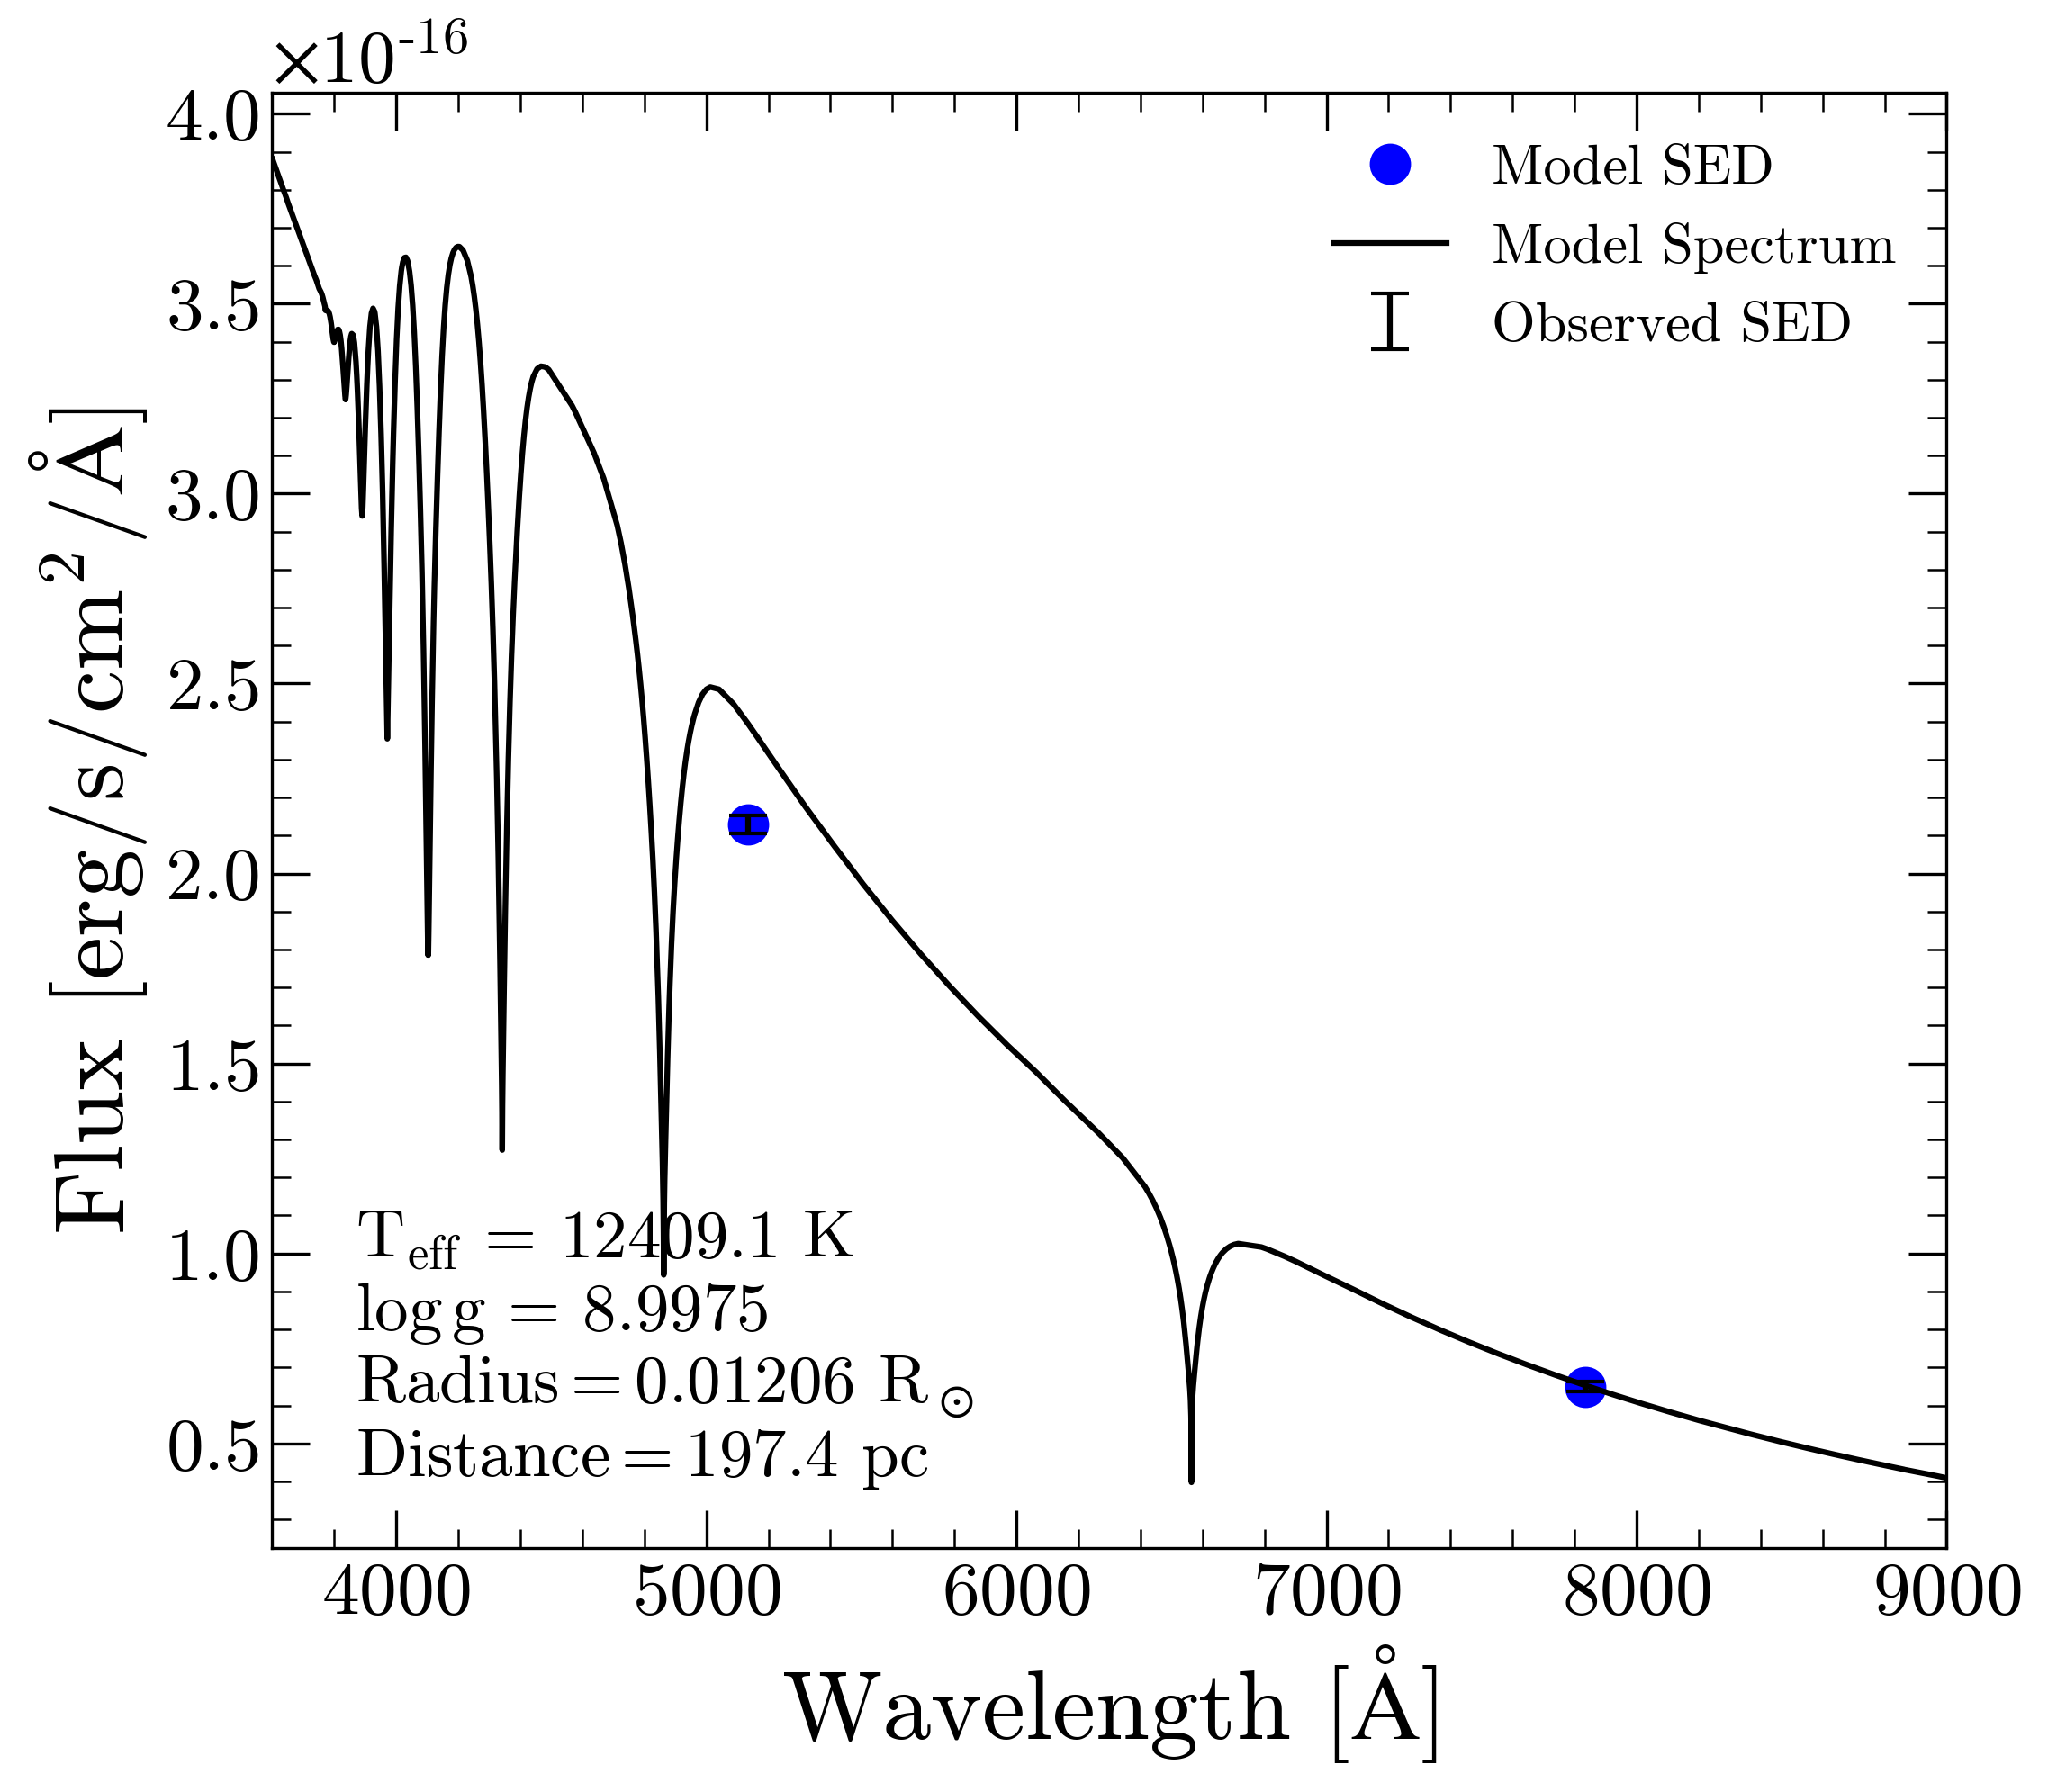 ×10-16
4.0
3.5
3.0
2.5
2.0
1.5
1.0
0.5
Flux [erg/s/cm2/Å]
Model SED
Model Spectrum
Observed SED
Teff = 12409.1 K
log g = 8.9975
Radius = 0.01206 R⊙
Distance = 197.4 pc
4000 5000 6000 7000 8000 9000
Wavelength [Å]